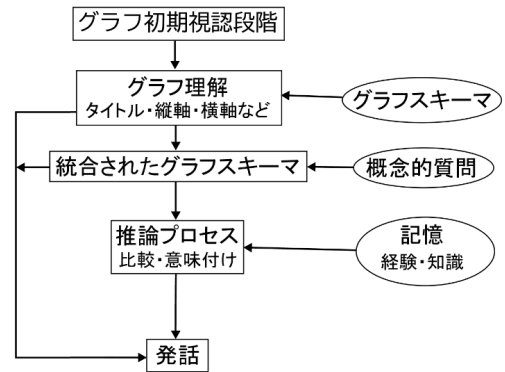 グラフ初期視認段階
グラフ理解
タイトル・縦軸・横軸など
グラフスキーマ
統合されたグラフスキーマ
概念的質問
推論プロセス
比較・意味付け
記憶
経験・知識
発話